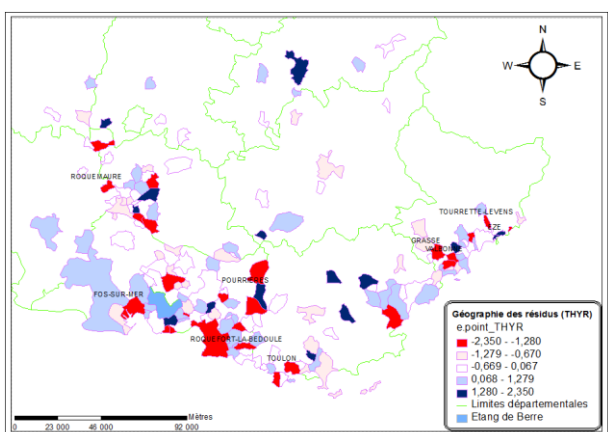 N
W E
S
ROQUEMAURE
TOURRETTE-LEVENS
EZE
GRASSE
VALBONNE
POURRIERES
FOS-SUR-MER
ROQUEFORT-LA-BEDOULE
TOULON
Géographie des résidus (THYR)
e.point_THYR
-2,350 - -1,280
-1,279 - -0,670
-0,669 - 0,067
0,068 - 1,279
1,280 - 2,350
Limites départementales
Etang de Berre
Mètres
0 23 000 46 000 92 000